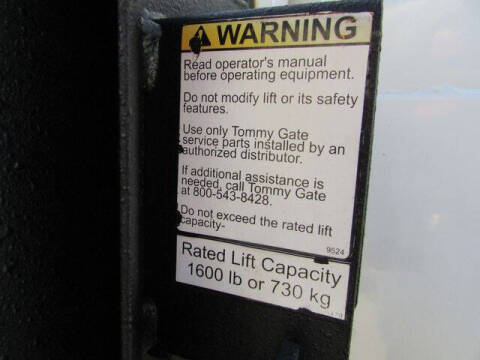 WARNING
Read operator's manual
before operating equipment.
Do not modify lift or its safety
features.
Use only Tommy Gate
service parts installed by an
authorized distributor.
If additional assistance is
needed, call Tommy Gate
at 800-543-8428.
Do not exceed the rated lift
capacity-
9524
Rated Lift Capacity
1600 lb or 730 kg